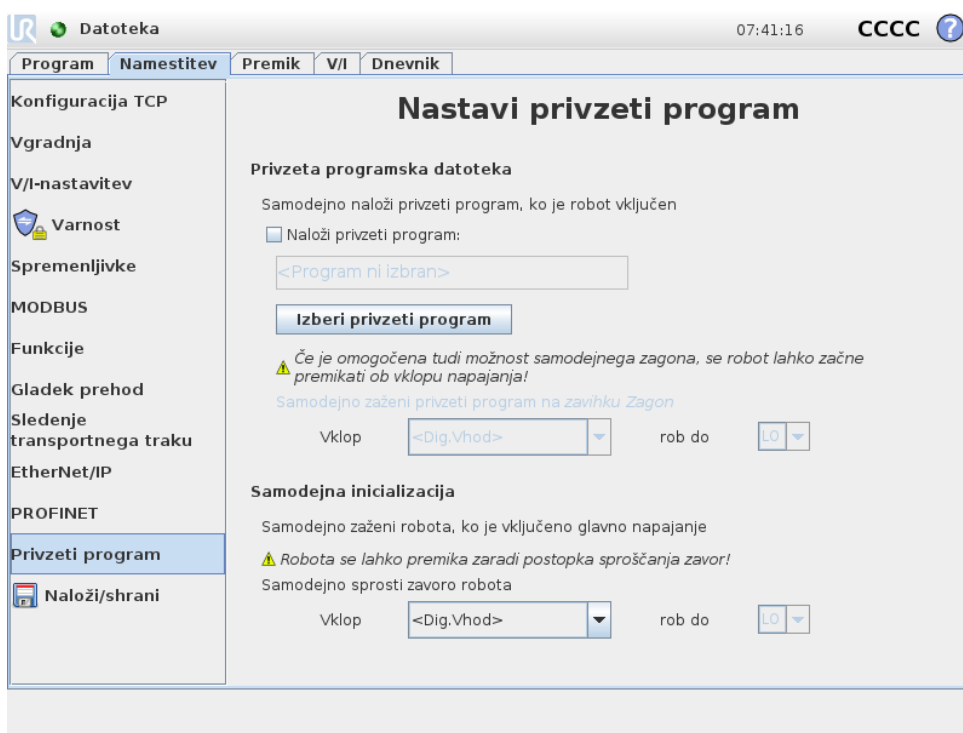 UR Datoteka 07:41:16 CCCC ?
Program Namestitev Premik V/I Dnevnik
Konfiguracija TCP
Vgradnja
V/I-nastavitev
Varnost
Spremenljivke
MODBUS
Funkcije
Gladek prehod
Sledenje
transportnega traku
EtherNet/IP
PROFINET
Privzeti program
Naloži/shrani
Nastavi privzeti program
Privzeta programska datoteka
Samodejno naloži privzeti program, ko je robot vključen
Naloži privzeti program:
<Program ni izbran>
Izberi privzeti program
Če je omogočena tudi možnost samodejnega zagona, se robot lahko začne
premikati ob vklopu napajanja!
Samodejno zaženi privzeti program na zavihku Zagon
Vklop <Dig.Vhod> rob do LO
Samodejna inicializacija
Samodejno zaženi robota, ko je vključeno glavno napajanje
Robota se lahko premika zaradi postopka sproščanja zavor!
Samodejno sprosti zavoro robota
Vklop <Dig.Vhod> rob do LO